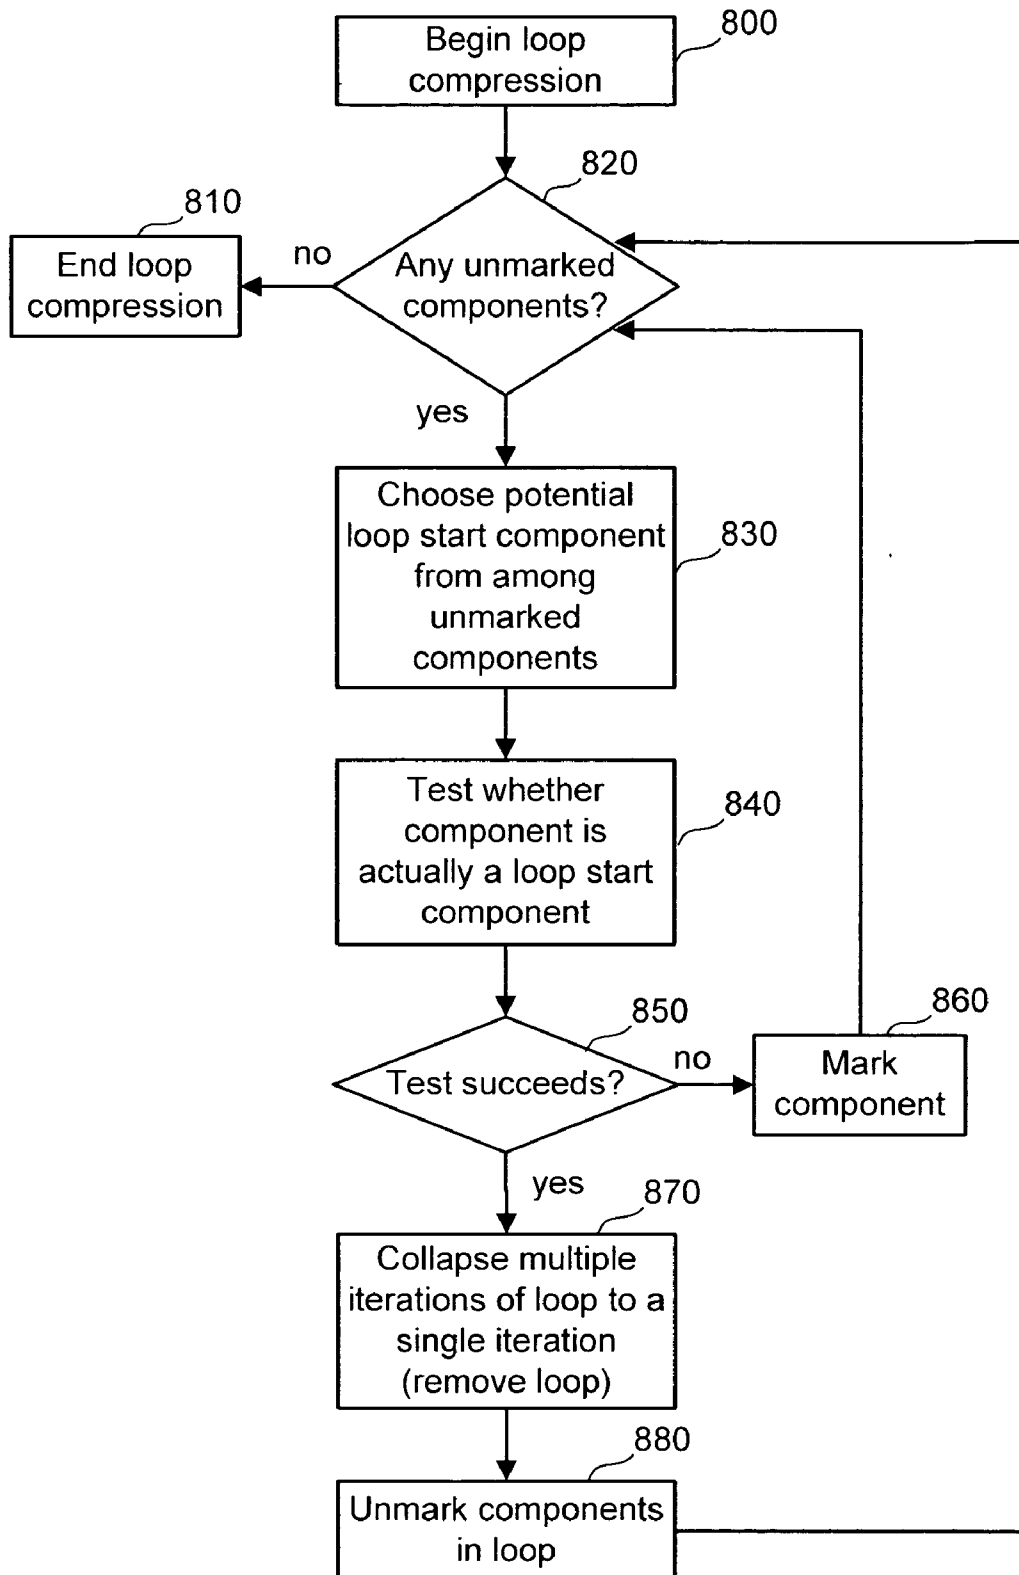 Begin loop
compression
800
820
810
End loop
compression
no
Any unmarked
components?
yes
Choose potential
loop start component
from among
unmarked
components
830
Test whether
component is
actually a loop start
component
840
850
Test succeeds?
no
860
Mark
component
yes
870
Collapse multiple
iterations of loop to a
single iteration
(remove loop)
880
Unmark components
in loop